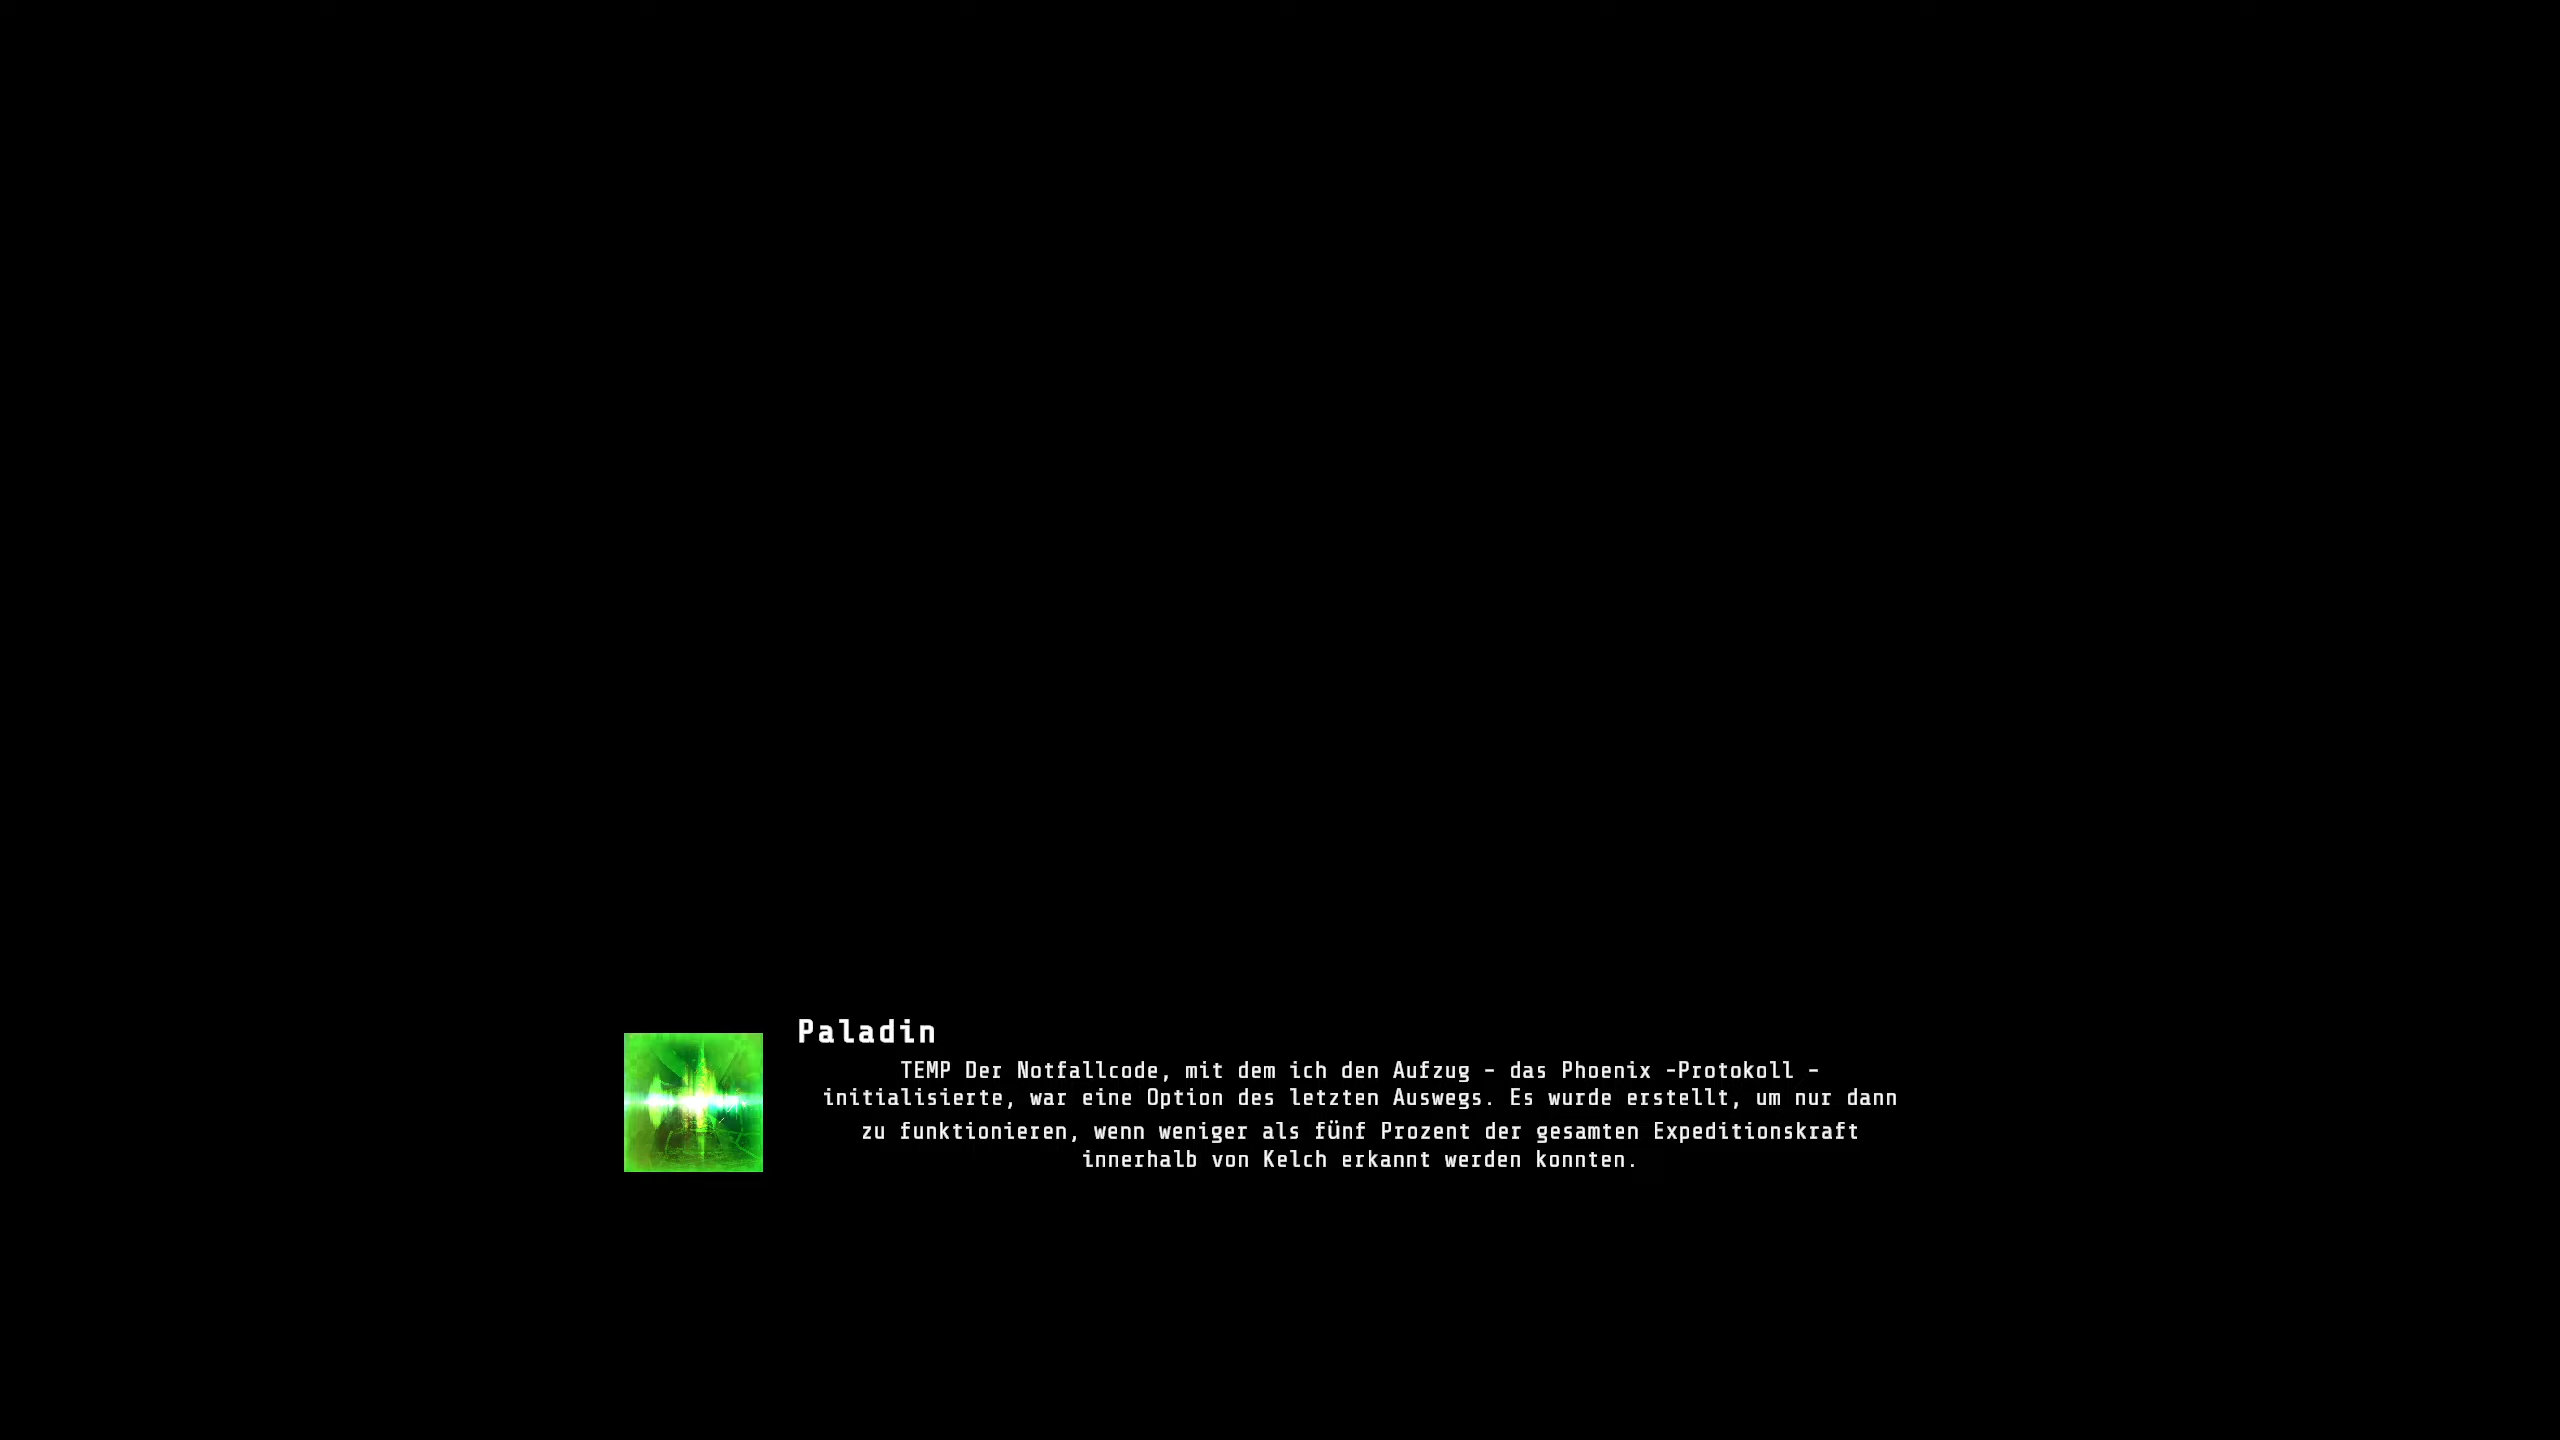 Paladin
TEMP Der Notfallcode, mit dem ich den Aufzug - das Phoenix -Protokoll -
initialisierte, war eine Option des letzten Auswegs. Es wurde erstellt, um nur dann
zu funktionieren, wenn weniger als fünf Prozent der gesamten Expeditionskraft
innerhalb von Kelch erkannt werden konnten.